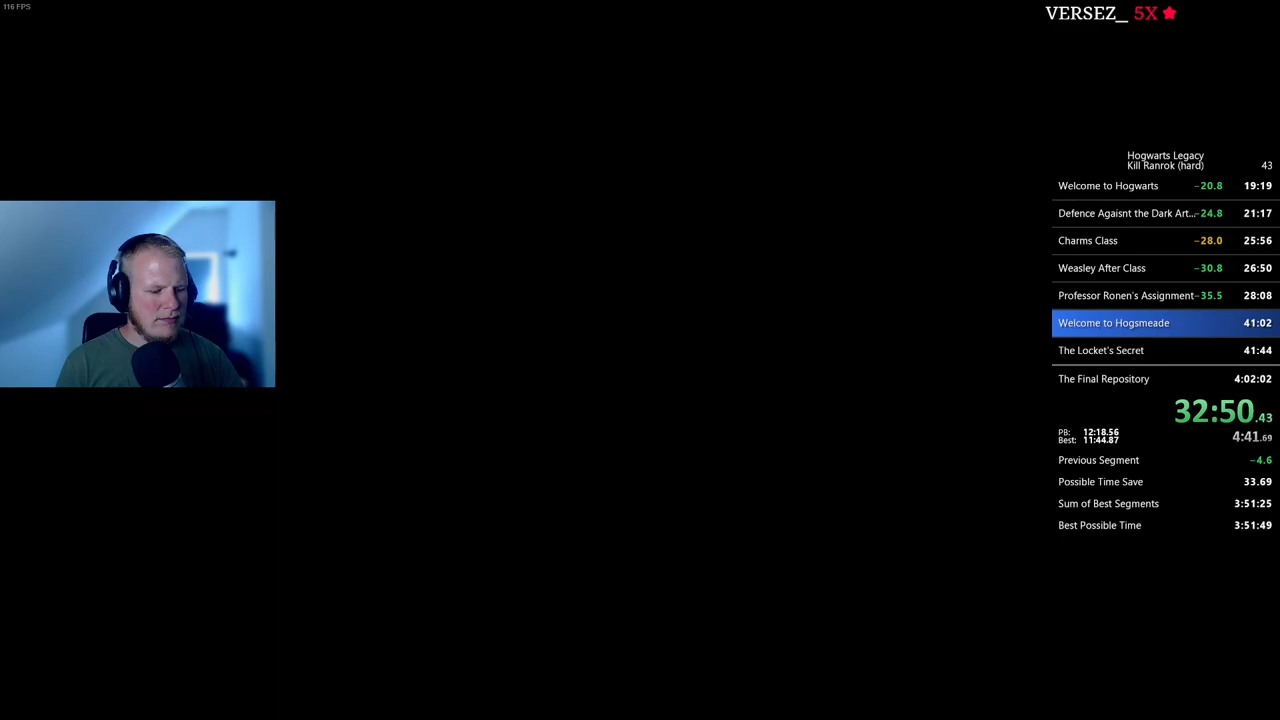 116 FPS
VERSEZ_ 5X
Hogwarts Legacy
Kill Ranrok (hard) 43
Welcome to Hogwarts -20.8 19:19
Defence Agaisnt the Dark Art... -24.8 21:17
Charms Class -28.0 25:56
Weasley After Class -30.8 26:50
Professor Ronen's Assignment -35.5 28:08
Welcome to Hogsmeade 41:02
The Locket's Secret 41:44
The Final Repository 4:02:02
32:50.43
PB: 12:18.56 4:41.69
Best: 11:44.87
Previous Segment -4.6
Possible Time Save 33.69
Sum of Best Segments 3:51:25
Best Possible Time 3:51:49